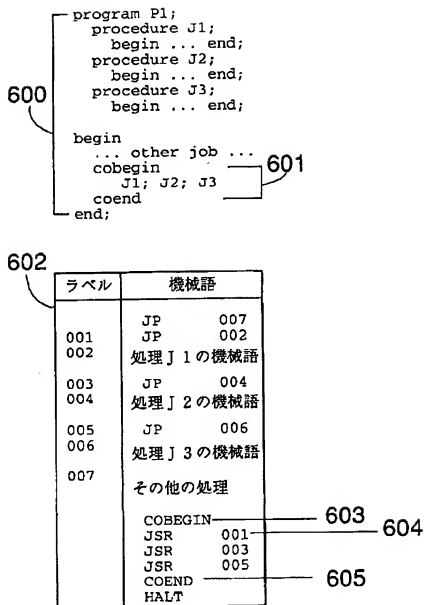 program P1;
procedure J1;
begin ... end;
procedure J2;
begin ... end;
procedure J3;
begin ... end;
600
begin
... other job ...
601
cobegin
J1; J2; J3
coend
end;
602
ラベル 機械語
JP 007
001 JP 002
002 処理J1の機械語
003 JP 004
004 処理J2の機械語
005 JP 006
006 処理J3の機械語
007 その他の処理
COBEGIN 603
JSR 001 604
JSR 003
JSR 005
COEND 605
HALT